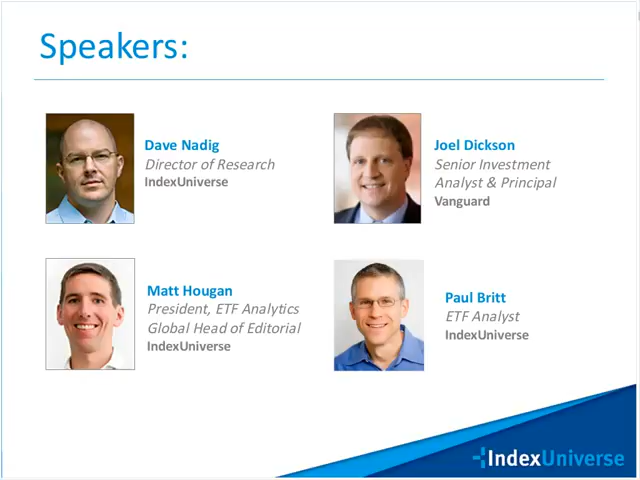 Speakers:
Dave Nadig
Director of Research
IndexUniverse
Joel Dickson
Senior Investment
Analyst & Principal
Vanguard
Matt Hougan
President, ETF Analytics
Global Head of Editorial
IndexUniverse
Paul Britt
ETF Analyst
IndexUniverse
IndexUniverse